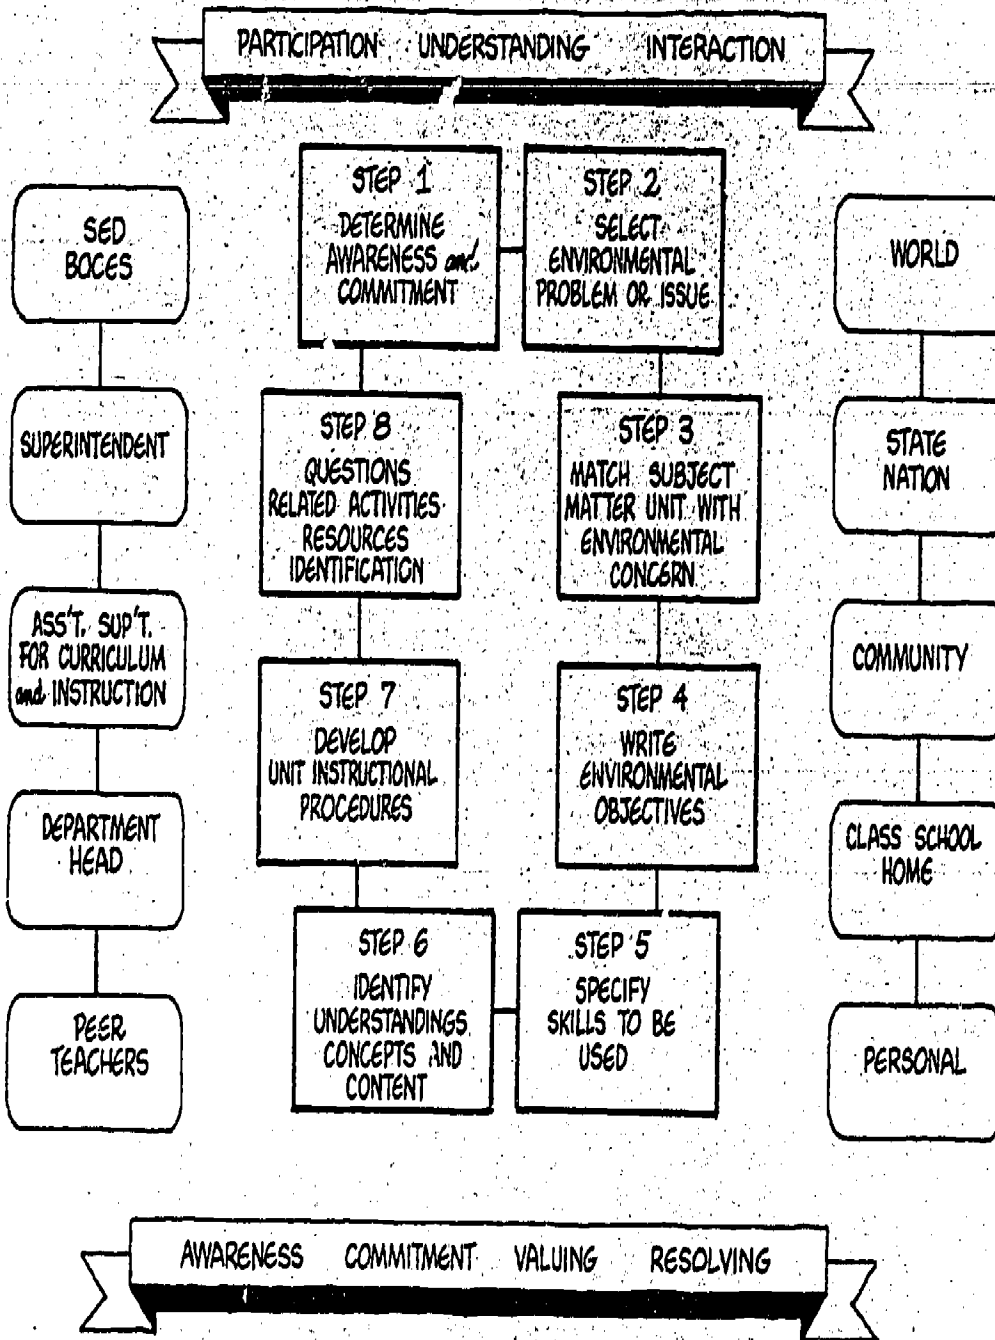 PARTICIPATION UNDERSTANDING INTERACTION
SED
BOCES
SUPERINTENDENT
ASS'T. SUP'T.
FOR CURRICULUM
and INSTRUCTION
DEPARTMENT
HEAD
PEER
TEACHERS
STEP 1
DETERMINE
AWARENESS and
COMMITMENT
STEP 2
SELECT
ENVIRONMENTAL
PROBLEM OR ISSUE
STEP 3
MATCH SUBJECT
MATTER UNIT WITH
ENVIRONMENTAL
CONCERN
STEP 4
WRITE
ENVIRONMENTAL
OBJECTIVES
STEP 5
SPECIFY
SKILLS TO BE
USED
STEP 6
IDENTIFY
UNDERSTANDINGS
CONCEPTS AND
CONTENT
STEP 7
DEVELOP
UNIT INSTRUCTIONAL
PROCEDURES
STEP 8
QUESTIONS
RELATED ACTIVITIES
RESOURCES
IDENTIFICATION
WORLD
STATE
NATION
COMMUNITY
CLASS SCHOOL
HOME
PERSONAL
AWARENESS COMMITMENT VALUING RESOLVING